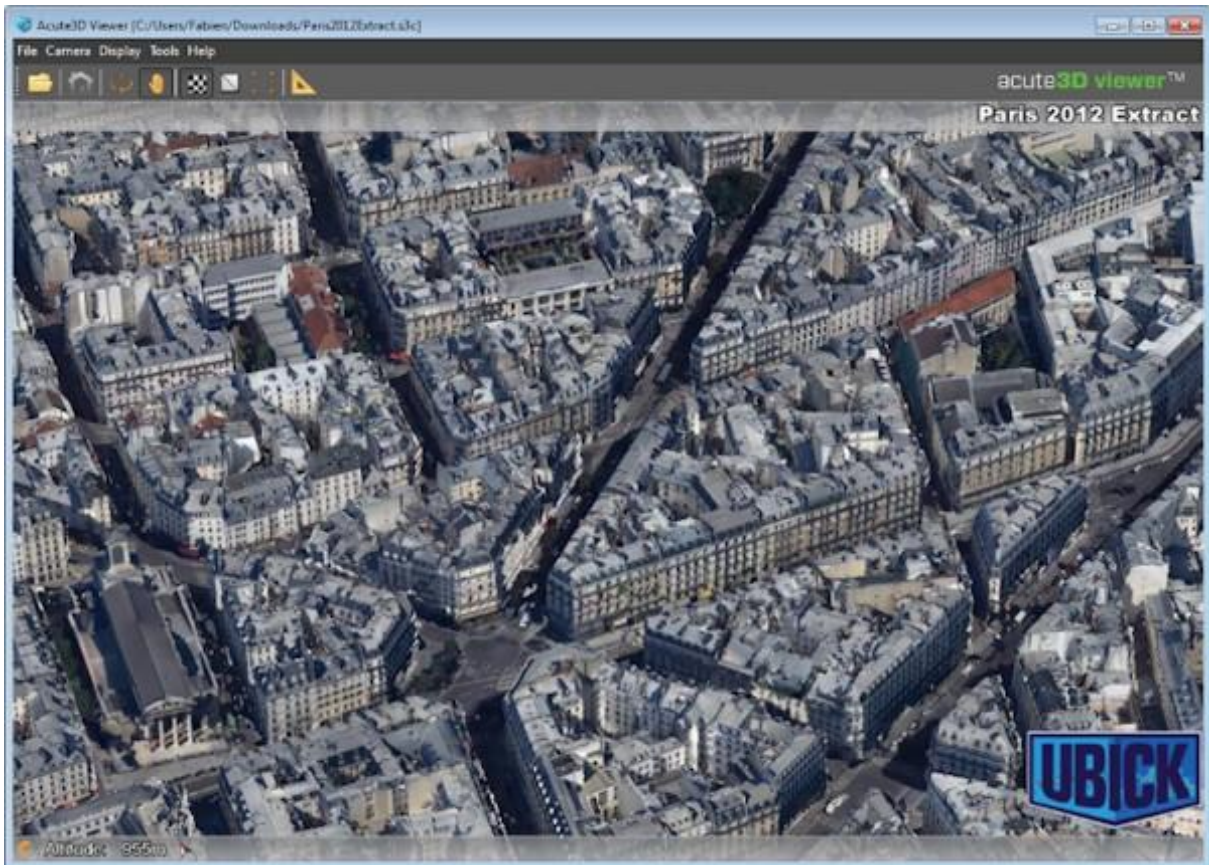 Acute3D Viewer [C:/Users/Fabien/Downloads/Paris2012Extract.s3c]
File Camera Display Tools Help
acute3D viewer™
Paris 2012 Extract
UBICK
Altitude: 955m